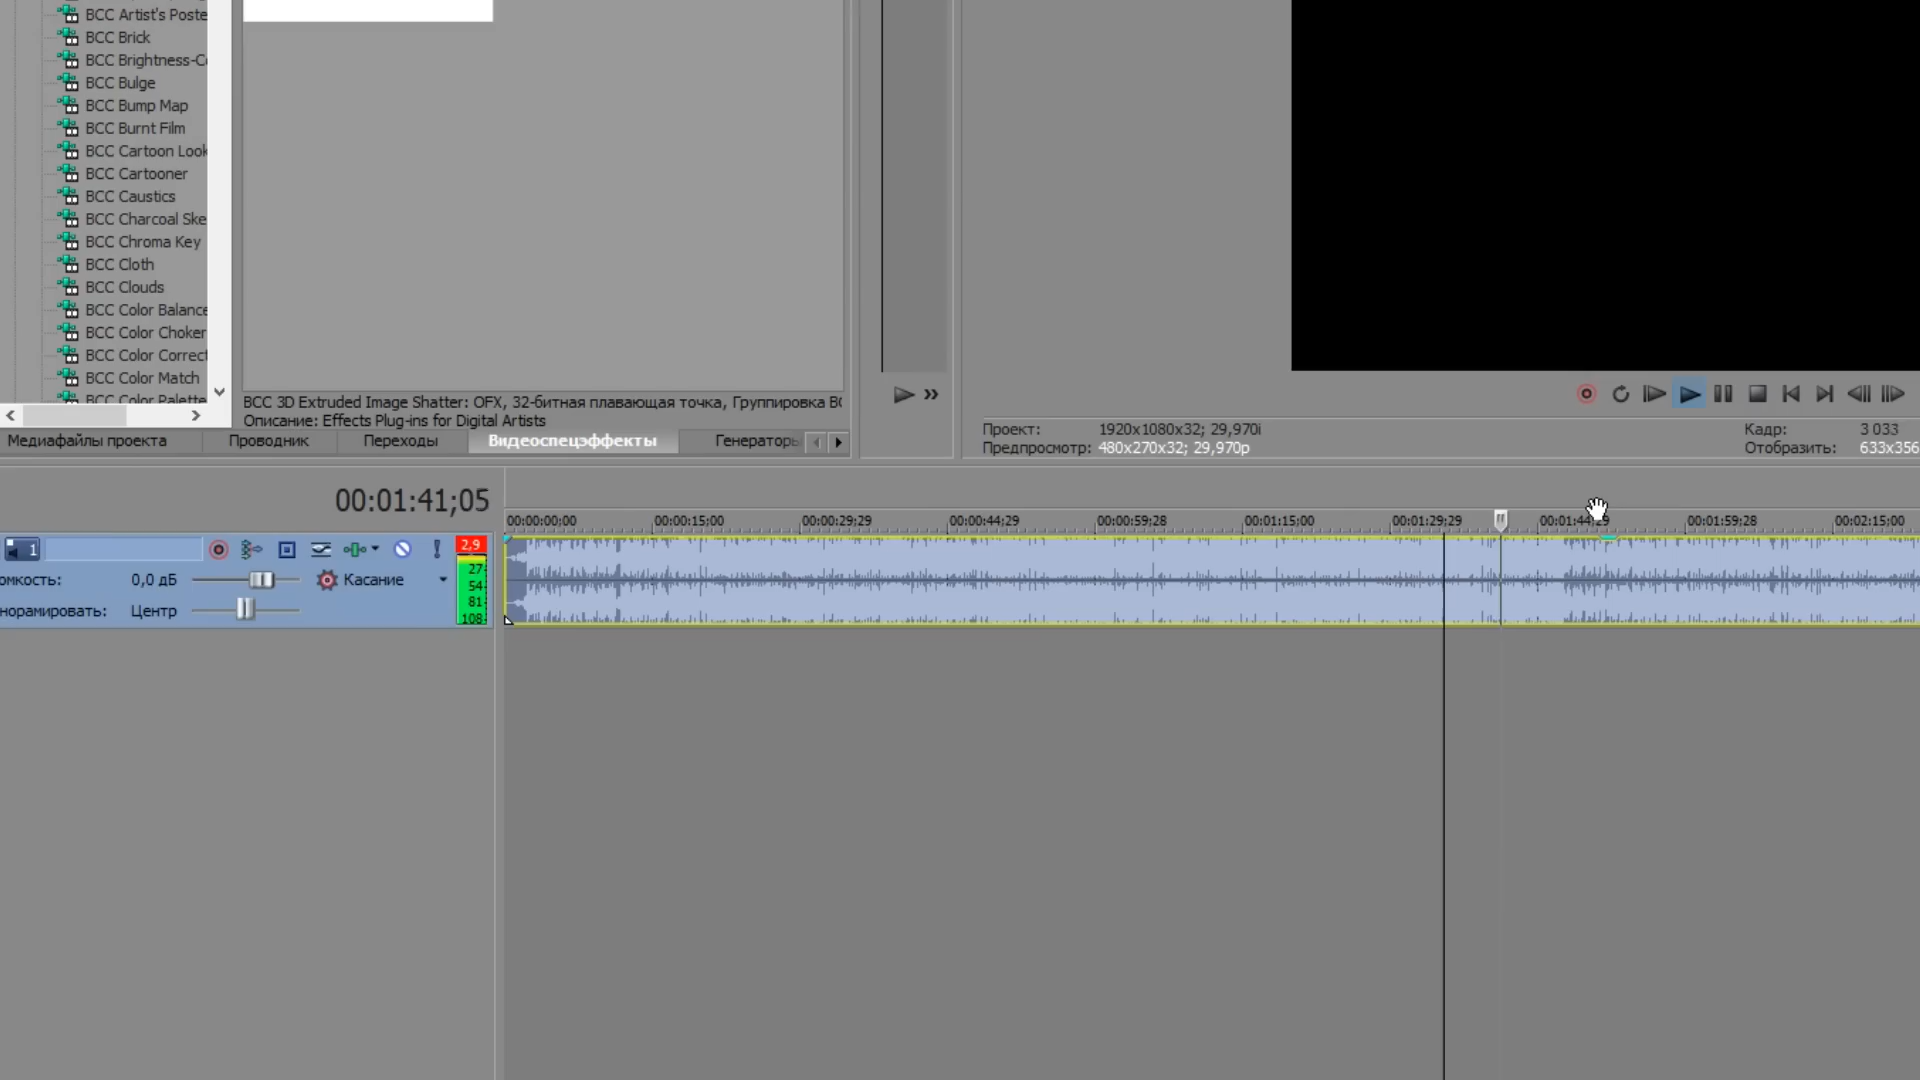 BCC Artist's Poste
BCC Brick
BCC Brightness-C
BCC Bulge
BCC Bump Map
BCC Burnt Film
BCC Cartoon Look
BCC Cartooner
BCC Caustics
BCC Charcoal Ske
BCC Chroma Key
BCC Cloth
BCC Clouds
BCC Color Balance
BCC Color Choker
BCC Color Correct
BCC Color Match
BCC Color Palette
BCC 3D Extruded Image Shatter: OFX, 32-битная плавающая точка, Группировка
Описание: Effects Plug-ins for Digital Artists
Медиафайлы проекта Проводник Переходы Видеоспецэффекты Генераторы
Проект: 1920x1080x32; 29,970i
Предпросмотр: 480x270x32; 29,970p
Кадр: 3 033
Отобразить: 633x356
00:01:41;05
00:00:00;00 00:00:15;00 00:00:29;29 00:00:44;29 00:00:59;28 00:01:15;00 00:01:29;29 00:01:44;29 00:01:59;28 00:02:15;00
1
омкость: 0,0 дБ Касание
норамировать: Центр
2,9
27
54
81
108